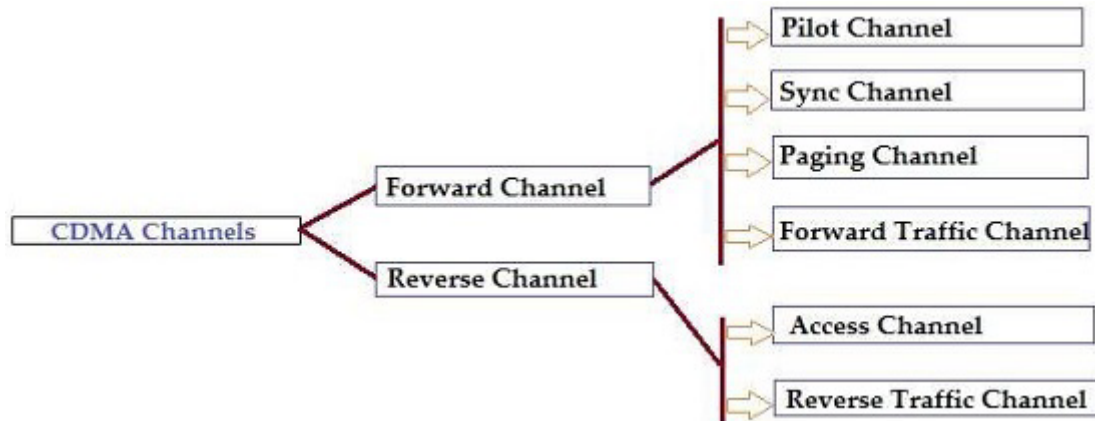 CDMA Channels
Forward Channel
Reverse Channel
Pilot Channel
Sync Channel
Paging Channel
Forward Traffic Channel
Access Channel
Reverse Traffic Channel